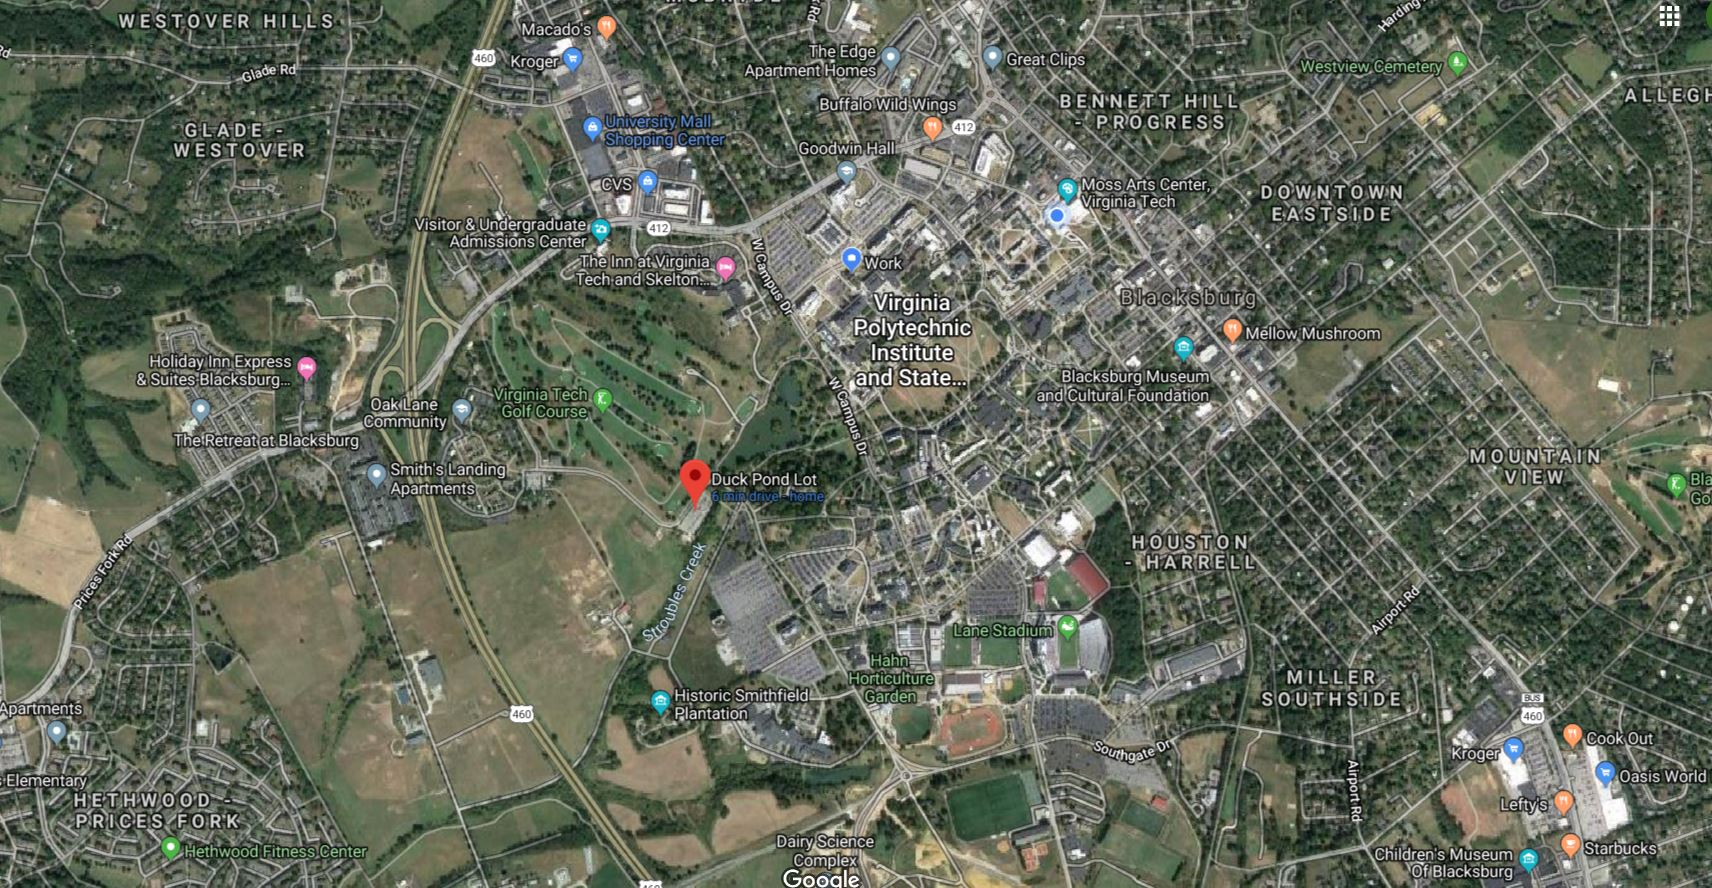 WESTOVER HILLS
Macado's
460
Kroger
Glade Rd
The Edge
Apartment Homes
Great Clips
Harding
Westview Cemetery
BENNETT HILL
- PROGRESS
ALLEGH
Buffalo Wild Wings
412
University Mall
Shopping Center
GLADE -
WESTOVER
Goodwin Hall
CVS
Moss Arts Center,
Virginia Tech
DOWNTOWN
EASTSIDE
Visitor & Undergraduate
Admissions Center
412
The Inn at Virginia
Tech and Skelton...
W Campus Dr
Work
Virginia
Polytechnic
Institute
and State...
Blacksburg
Mellow Mushroom
Holiday Inn Express
& Suites Blacksburg...
Blacksburg Museum
and Cultural Foundation
W Campus Dr
Virginia Tech
Golf Course
Oak Lane
Community
The Retreat at Blacksburg
Smith's Landing
Apartments
MOUNTAIN
VIEW
Bla
Go
Duck Pond Lot
6 min drive - home
Prices Fork Rd
Stroubles Creek
HOUSTON
- HARRELL
Airport Rd
Lane Stadium
Hahn
Horticulture
Garden
MILLER
SOUTHSIDE
Historic Smithfield
Plantation
Apartments
460
BUS
460
Southgate Dr
Cook Out
Kroger
Oasis World
Airport Rd
s Elementary
HETHWOOD -
PRICES FORK
Lefty's
Hethwood Fitness Center
Dairy Science
Complex
Starbucks
Children's Museum
Of Blacksburg
Google
460